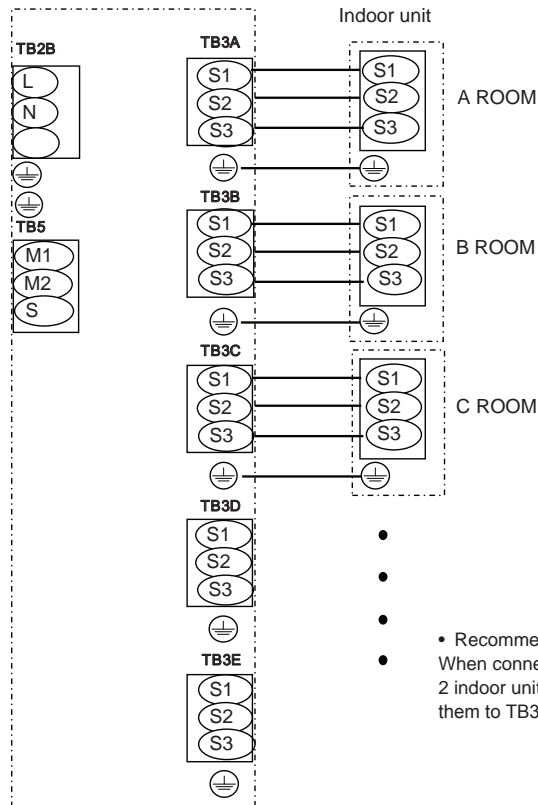 Indoor unit
TB2B
L
N
TB5
M1
M2
S
TB3A
S1
S2
S3
TB3B
S1
S2
S3
TB3C
S1
S2
S3
TB3D
S1
S2
S3
TB3E
S1
S2
S3
S1
S2
S3
A ROOM
S1
S2
S3
B ROOM
S1
S2
S3
C ROOM
• Recomme
When conne
2 indoor unit
them to TB3